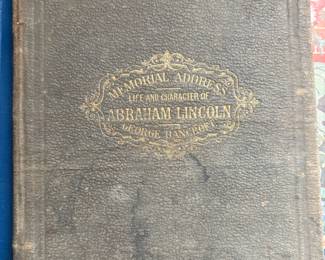 MEMORIAL ADDRESS
LIFE AND CHARACTER OF
ABRAHAM LINCOLN
GEORGE BANCROFT